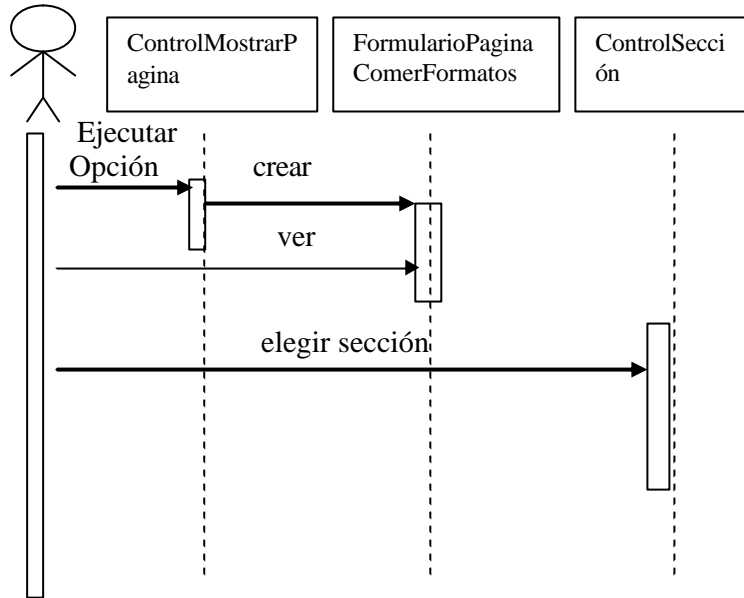 ControlMostrarP
agina
FormularioPagina
ComerFormatos
ControlSecci
ón
Ejecutar
Opción
crear
ver
elegir sección